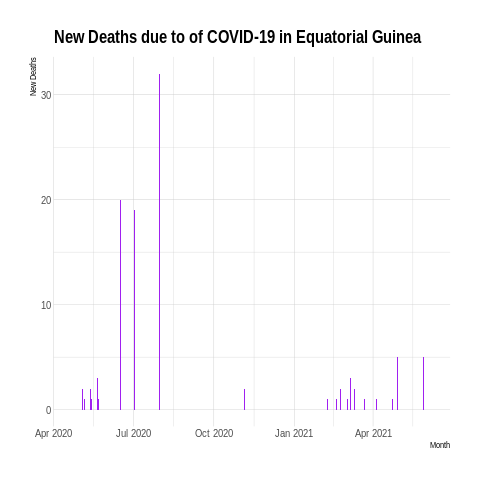 New Deaths due to of COVID-19 in Equatorial Guinea
New Deaths
30
20
10
0
Apr 2020 Jul 2020 Oct 2020 Jan 2021 Apr 2021
Month